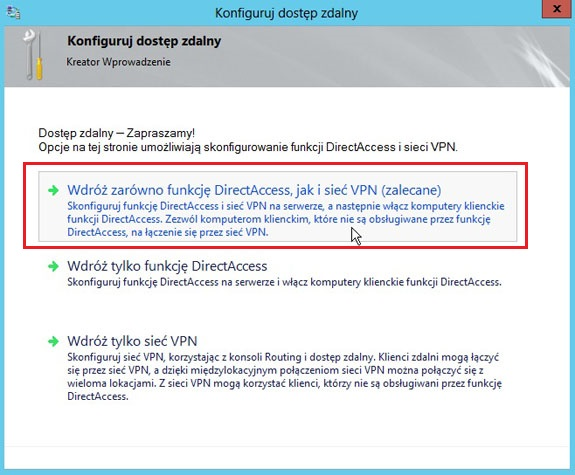 Konfiguruj dostęp zdalny
x
Konfiguruj dostęp zdalny
Kreator Wprowadzenie
Dostęp zdalny — Zapraszamy!
Opcje na tej stronie umożliwiają skonfigurowanie funkcji DirectAccess i sieci VPN.
Wdróż zarówno funkcję DirectAccess, jak i sieć VPN (zalecane)
Skonfiguruj funkcję DirectAccess i sieć VPN na serwerze, a następnie włącz komputery klienckie
funkcji DirectAccess. Zezwól komputerom klienckim, które nie są obsługiwane przez funkcję
DirectAccess, na łączenie się przez sieć VPN.
Wdróż tylko funkcję DirectAccess
Skonfiguruj funkcję DirectAccess na serwerze i włącz komputery klienckie funkcji DirectAccess.
Wdróż tylko sieć VPN
Skonfiguruj sieć VPN, korzystając z konsoli Routing i dostęp zdalny. Klienci zdalni mogą łączyć
się przez sieć VPN, a dzięki międzylokacyjnym połączeniom sieci VPN można połączyć się z
wieloma lokacjami. Z sieci VPN mogą korzystać klienci, którzy nie są obsługiwani przez funkcję
DirectAccess.